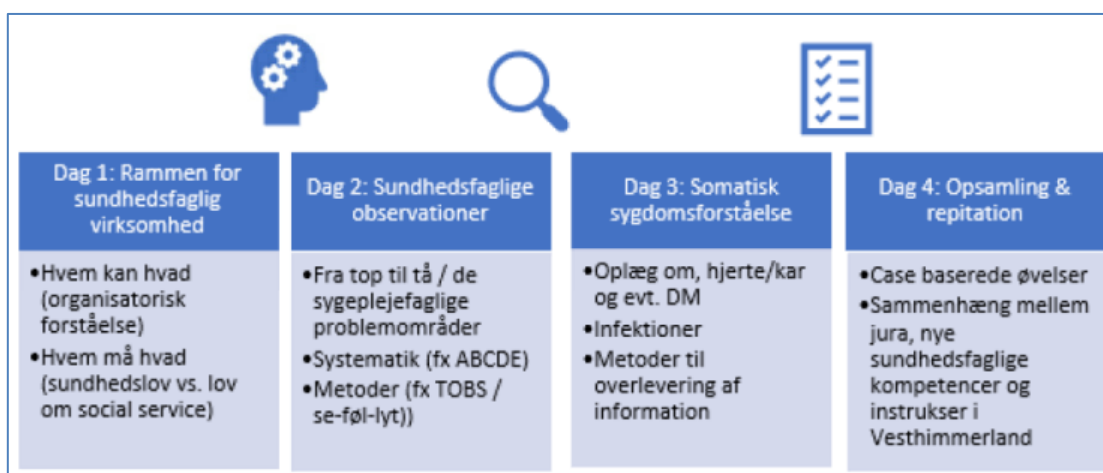 Dag 1: Rammen for
sundhedsfaglig
virksomhed
•Hvem kan hvad
(organisatorisk
forståelse)
•Hvem må hvad
(sundhedslov vs. lov
om social service)
Dag 2: Sundhedsfaglige
observationer
•Fra top til tå / de
sygeplejefaglige
problemområder
•Systematik (fx ABCDE)
•Metoder (fx TOBS /
se-føl-lyt))
Dag 3: Somatisk
sygdomsforståelse
•Oplæg om, hjerte/kar
og evt. DM
•Infektioner
•Metoder til
overlevering af
information
Dag 4: Opsamling &
repitation
•Case baserede øvelser
•Sammenhæng mellem
jura, nye
sundhedsfaglige
kompetencer og
instrukser i
Vesthimmerland